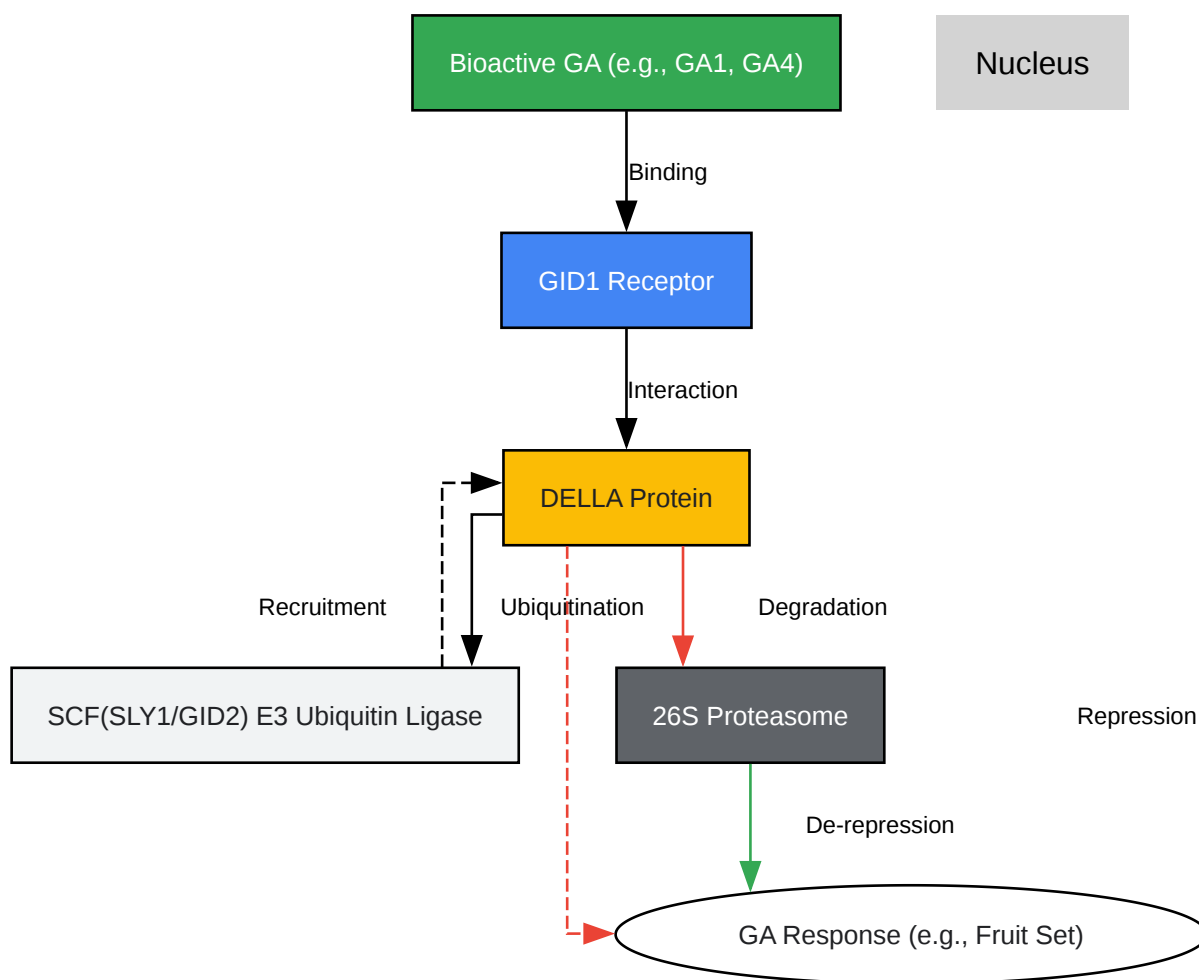 Bioactive GA (e.g., GA1, GA4)
Nucleus
Binding
GID1 Receptor
Interaction
DELLA Protein
Recruitment
Ubiquitination
Degradation
SCF(SLY1/GID2) E3 Ubiquitin Ligase
26S Proteasome
Repression
De-repression
GA Response (e.g., Fruit Set)